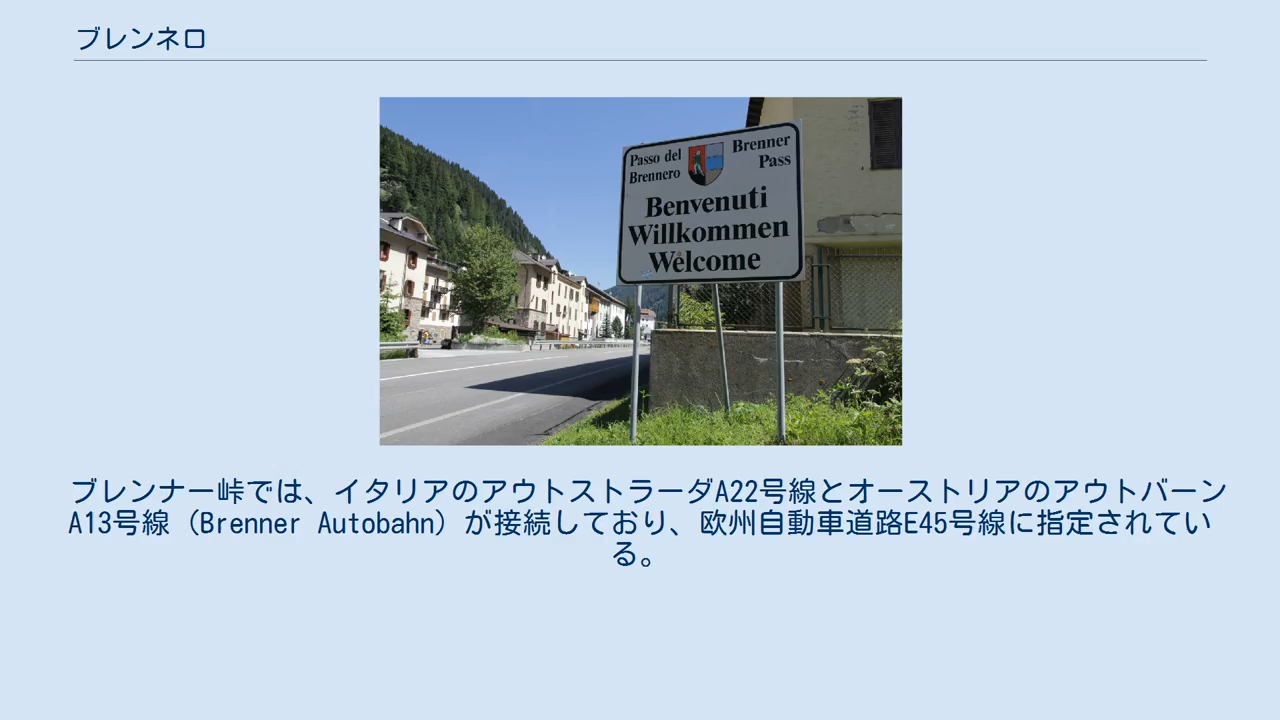 ブレンネロ
Passo del Brennero
Brenner Pass
Benvenuti
Willkommen
Welcome
ブレンナー峠では、イタリアのアウトストラーダA22号線とオーストリアのアウトバーン
A13号線（Brenner Autobahn）が接続しており、欧州自動車道路E45号線に指定されてい
る。